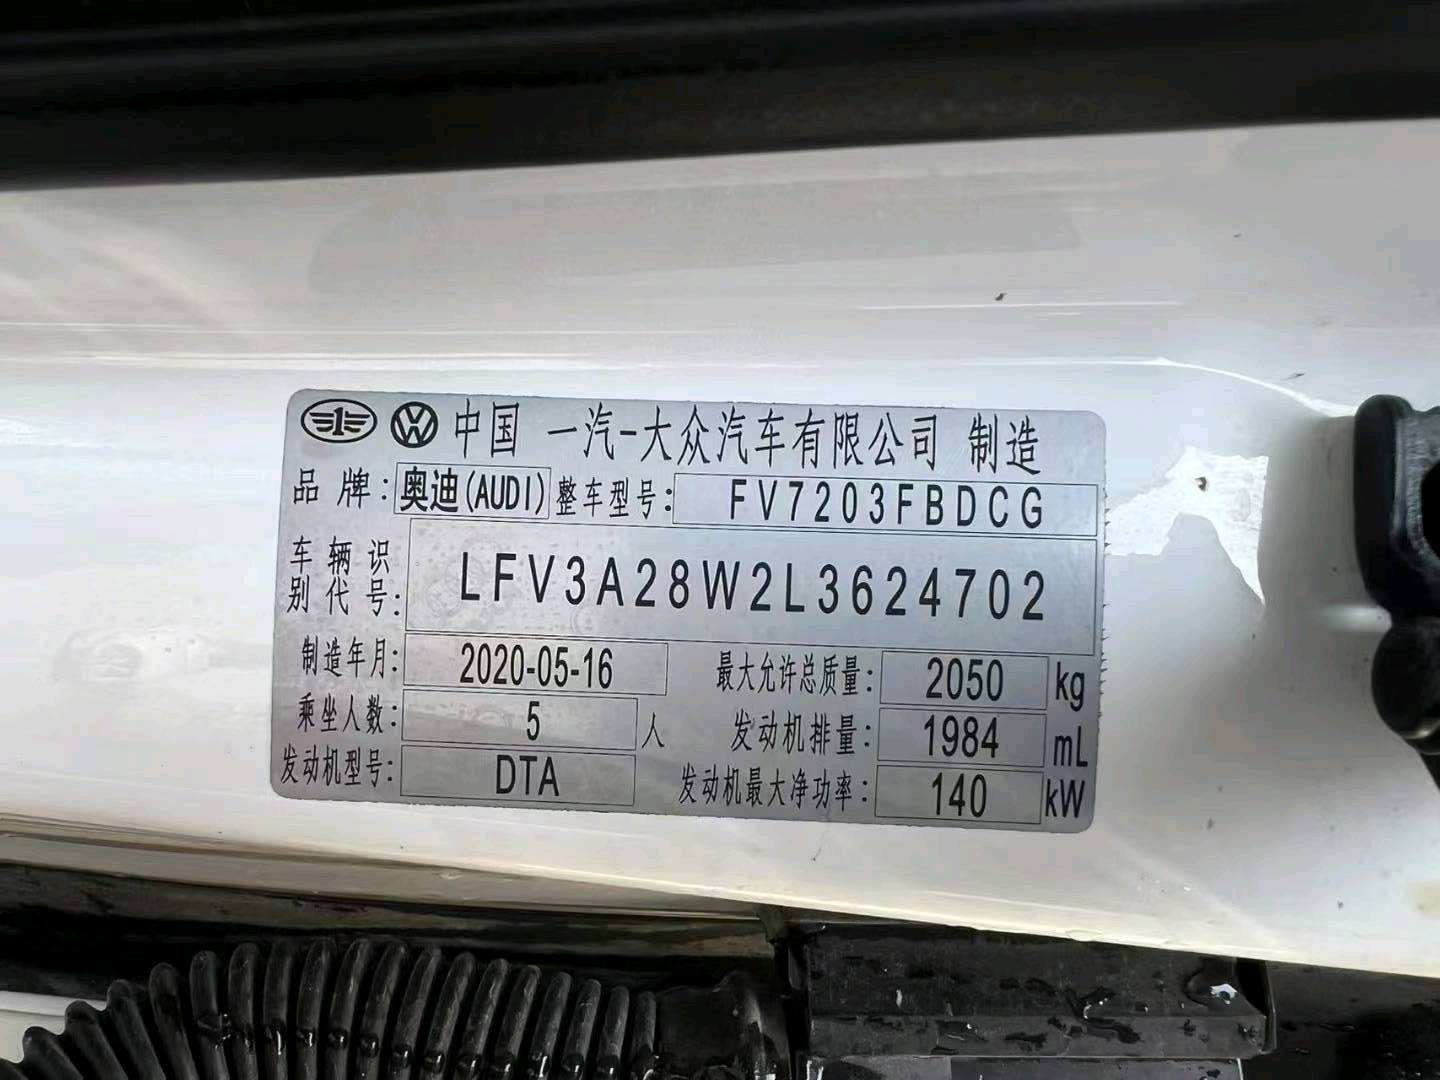 中国 一汽-大众汽车有限公司 制造
品牌: 奥迪(AUDI) 整车型号: FV7203FBDCG
车辆识别代号: LFV3A28W2L3624702
制造年月: 2020-05-16 最大允许总质量: 2050 kg
乘坐人数: 5 人 发动机排量: 1984 mL
发动机型号: DTA 发动机最大净功率: 140 kW